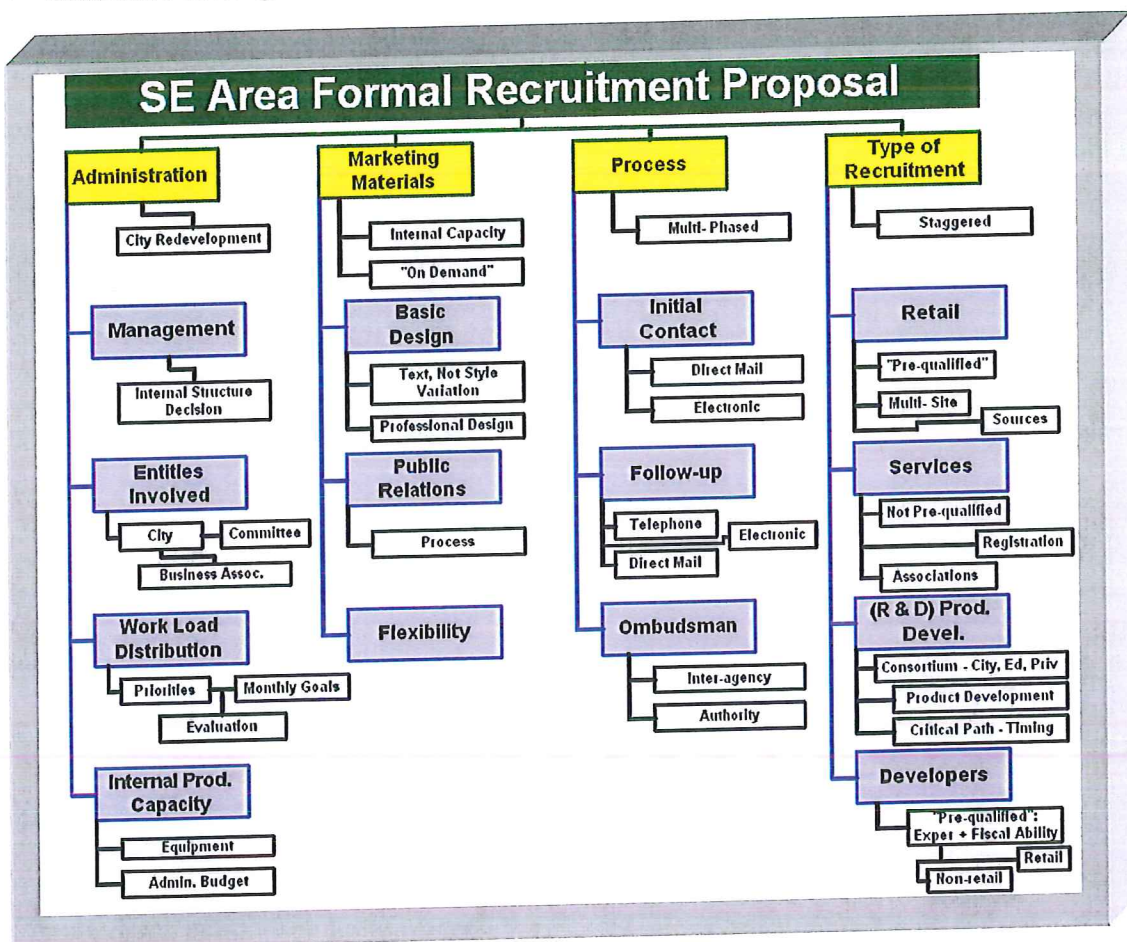 SE Area Formal Recruitment Proposal
Administration
City Redevelopment
Management
Internal Structure
Decision
Entities
Involved
City
Committee
Business Assoc.
Work Load
Distribution
Priorities
Monthly Goals
Evaluation
Internal Prod.
Capacity
Equipment
Admin. Budget
Marketing
Materials
Internal Capacity
"On Demand"
Basic
Design
Text, Not Style
Variation
Professional Design
Public
Relations
Process
Flexibility
Process
Multi- Phased
Initial
Contact
Direct Mail
Electronic
Follow-up
Telephone
Electronic
Direct Mail
Ombudsman
Inter-agency
Authority
Type of
Recruitment
Staggered
Retail
"Pre-qualified"
Multi- Site
Sources
Services
Not Pre-qualified
Registration
Associations
(R & D) Prod.
Devel.
Consortium - City, Ed, Priv
Product Development
Critical Path - Timing
Developers
"Pre-qualified":
Exper + Fiscal Ability
Retail
Non-retail